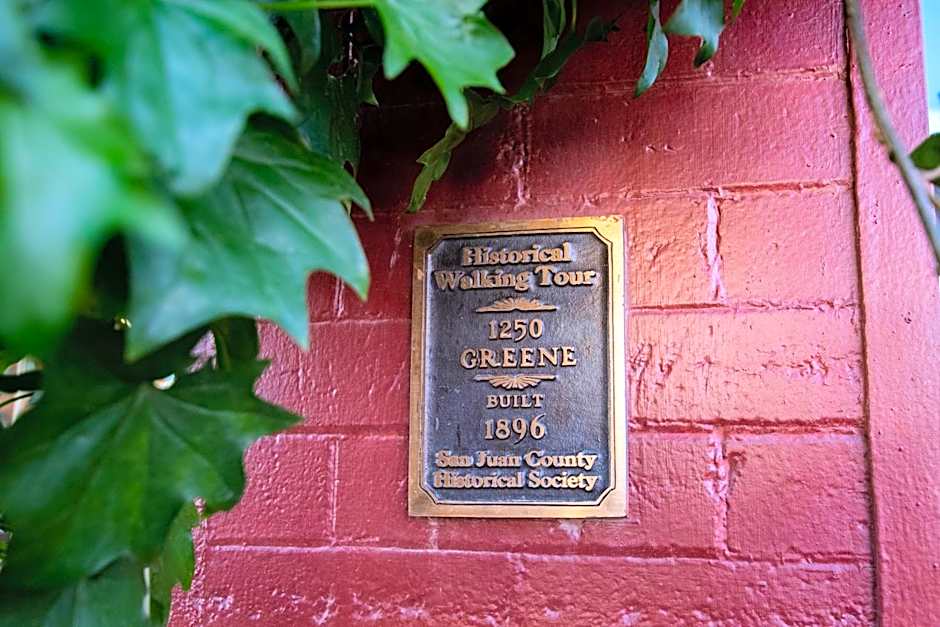 Historical
Walking Tour
1250
GREENE
BUILT
1896
San Juan County
Historical Society